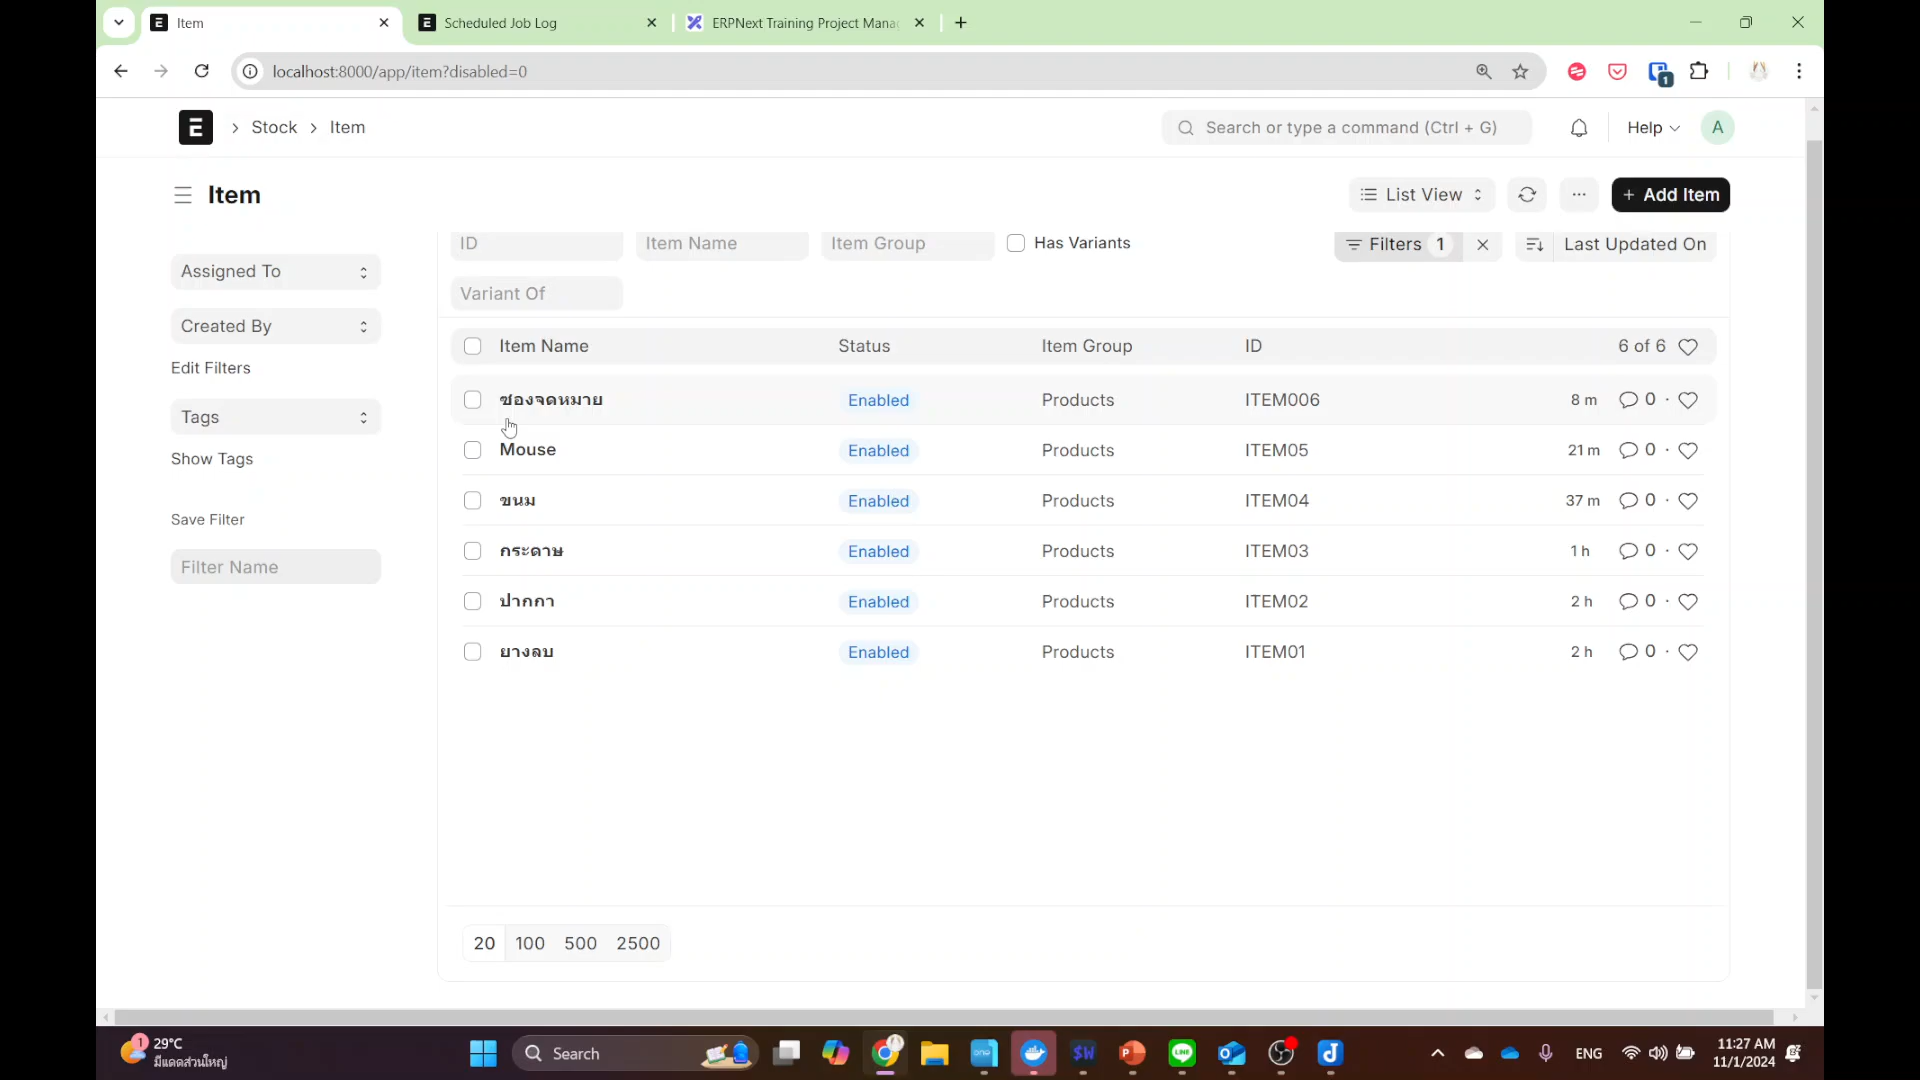 Item
Scheduled Job Log
ERPNext Training Project Mana
localhost:8000/app/item?disabled=0
1
E
Stock
Item
Search or type a command (Ctrl + G)
Help
A
Item
List View
+ Add Item
ID
Item Name
Item Group
Has Variants
Filters 1
Last Updated On
Variant Of
Assigned To
Created By
Edit Filters
Tags
Show Tags
Save Filter
Filter Name
Item Name Status Item Group ID 6 of 6
ซองจดหมาย Enabled Products ITEM006 8 m 0
Mouse Enabled Products ITEM05 21 m 0
ขนม Enabled Products ITEM04 37 m 0
กระดาษ Enabled Products ITEM03 1 h 0
ปากกา Enabled Products ITEM02 2 h 0
ยางลบ Enabled Products ITEM01 2 h 0
20 100 500 2500
1
29°C
มีแดดส่วนใหญ่
Search
ENG
11:27 AM
11/1/2024